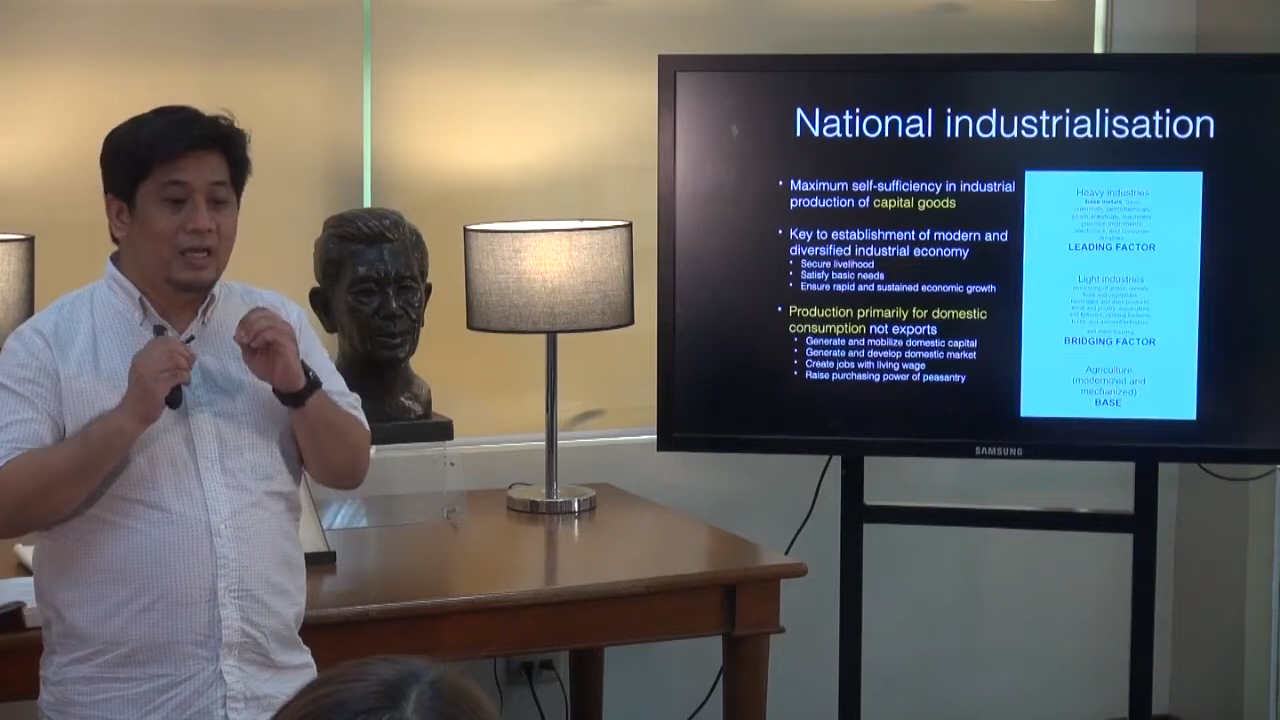 National industrialisation
• Maximum self-sufficiency in industrial
production of capital goods
• Key to establishment of modern and
diversified industrial economy
• Secure livelihood
• Satisfy basic needs
• Ensure rapid and sustained economic growth
• Production primarily for domestic
consumption not exports
• Generate and mobilize domestic capital
• Generate and develop domestic market
• Create jobs with living wage
• Raise purchasing power of peasantry
Heavy industries
base metals,
LEADING FACTOR
Light industries
BRIDGING FACTOR
Agriculture
(modernized and
mechanized)
BASE
SAMSUNG